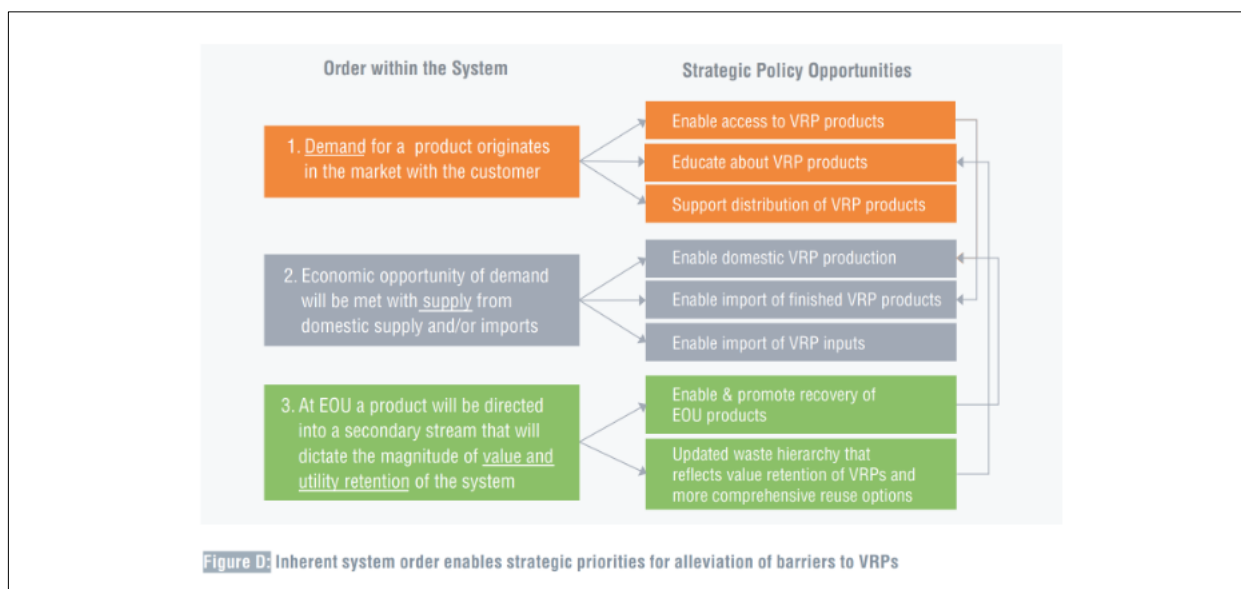 Order within the System
Strategic Policy Opportunities
1. Demand for a product originates
in the market with the customer
Enable access to VRP products
Educate about VRP products
Support distribution of VRP products
2. Economic opportunity of demand
will be met with supply from
domestic supply and/or imports
Enable domestic VRP production
Enable import of finished VRP products
Enable import of VRP inputs
3. At EOU a product will be directed
into a secondary stream that will
dictate the magnitude of value and
utility retention of the system
Enable & promote recovery of
EOU products
Updated waste hierarchy that
reflects value retention of VRPs and
more comprehensive reuse options
Figure D: Inherent system order enables strategic priorities for alleviation of barriers to VRPs